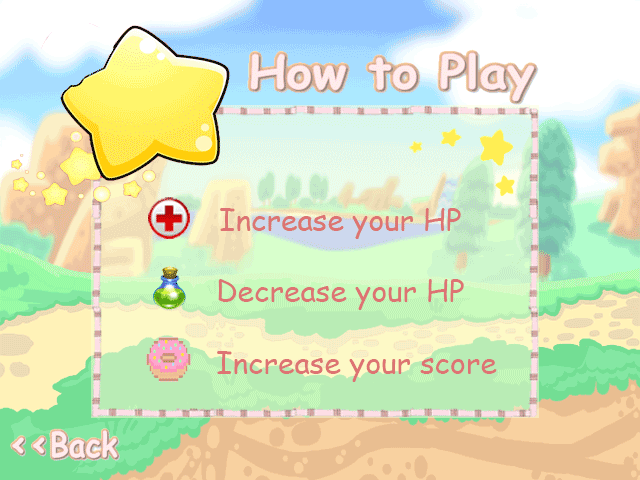 How to Play
Increase your HP
Decrease your HP
Increase your score
<<Back